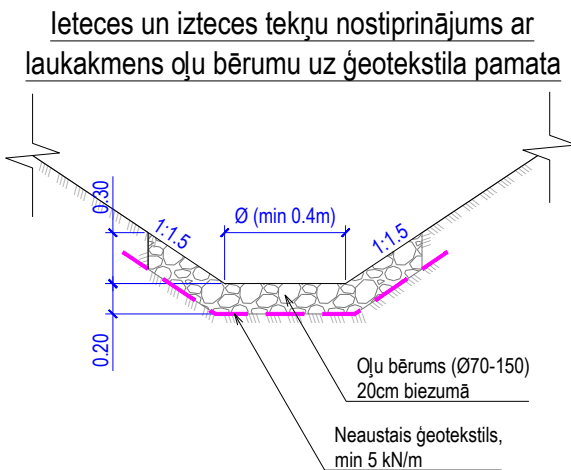 Ieteces un izteces tekņu nostiprinājums ar
laukakmens oļu bērumu uz ģeotekstila pamata
0.30
1:1.5
Ø (min 0.4m)
1:1.5
0.20
Oļu bērums (Ø70-150)
20cm biezumā
Neaustais ģeotekstils,
min 5 kN/m